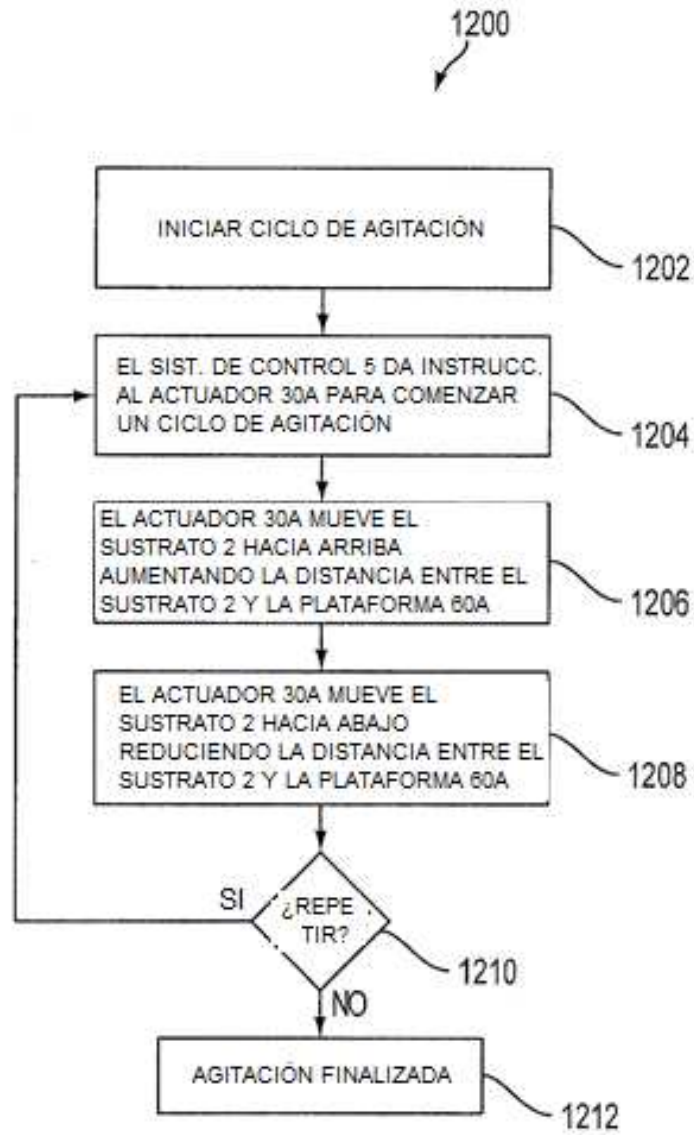 1200
INICIAR CICLO DE AGITACIÓN
1202
EL SIST. DE CONTROL 5 DA INSTRUCC.
AL ACTUADOR 30A PARA COMENZAR
UN CICLO DE AGITACIÓN
1204
EL ACTUADOR 30A MUEVE EL
SUSTRATO 2 HACIA ARRIBA
AUMENTANDO LA DISTANCIA ENTRE EL
SUSTRATO 2 Y LA PLATAFORMA 60A
1206
EL ACTUADOR 30A MUEVE EL
SUSTRATO 2 HACIA ABAJO
REDUCIENDO LA DISTANCIA ENTRE EL
SUSTRATO 2 Y LA PLATAFORMA 60A
1208
SI
¿REPE
TIR?
1210
NO
AGITACIÓN FINALIZADA
1212